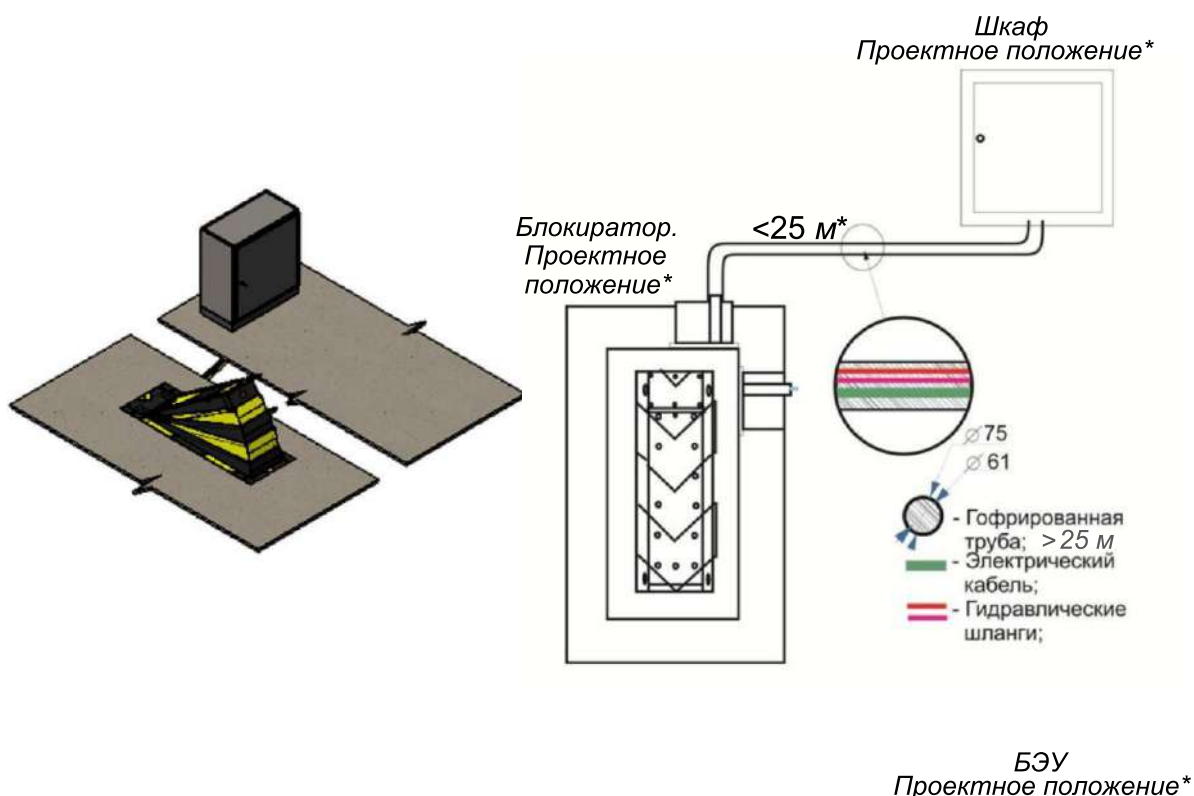 Шкаф
Проектное положение*
Блокиратор.
Проектное
положение*
<25 м*
⌀75
⌀61
- Гофрированная
труба; >25 м
- Электрический
кабель;
- Гидравлические
шланги;
БЭУ
Проектное положение*